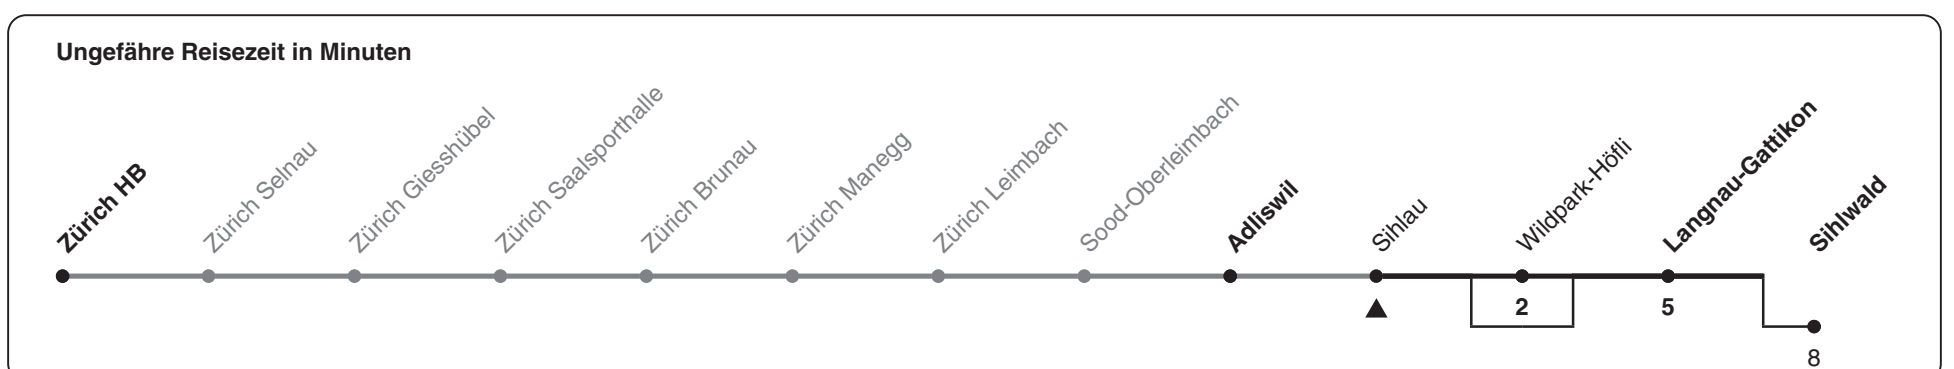 Ungefähre Reisezeit in Minuten
Zürich HB
Zürich Selnau
Zürich Giesshübel
Zürich Saalsporthalle
Zürich Brunau
Zürich Manegg
Zürich Leimbach
Sood-Oberleimbach
Adliswil
Sihlau
Wildpark-Höfli
Langnau-Gattikon
Sihlwald
2
5
8